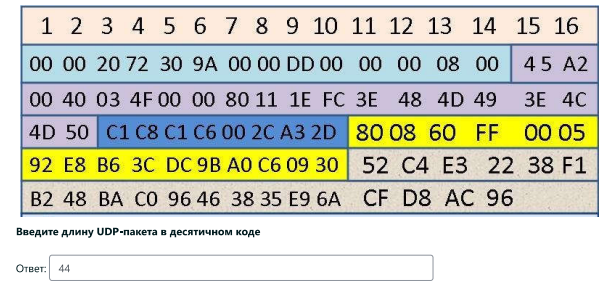 1 2 3 4 5 6 7 8 9 10 11 12 13 14 15 16
00 00 20 72 30 9A 00 00 DD 00 00 00 08 00 45 A2
00 40 03 4F 00 00 80 11 1E FC 3E 48 4D 49 3E 4C
4D 50 C1 C8 C1 C6 00 2C A3 2D 80 08 60 FF 00 05
92 E8 B6 3C DC 9B A0 C6 09 30 52 C4 E3 22 38 F1
B2 48 BA C0 96 46 38 35 E9 6A CF D8 AC 96
Введите длину UDP-пакета в десятичном коде
Ответ: 44